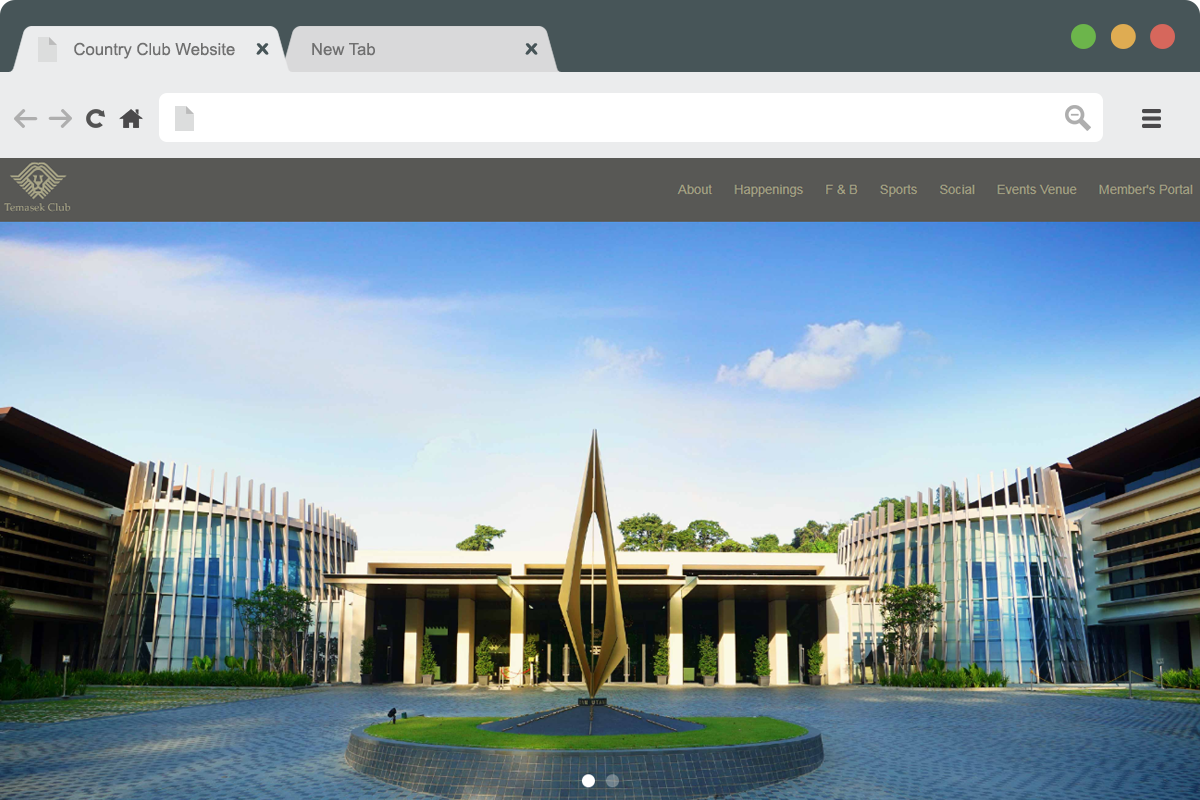 Country Club Website
New Tab
Temasek Club
About Happenings F & B Sports Social Events Venue Member's Portal